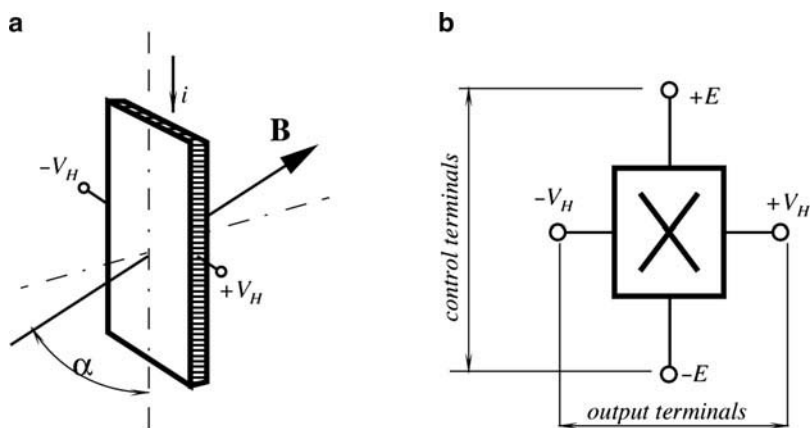 a
i
B
−V_H
+V_H
α
b
+E
control terminals
−V_H
+V_H
−E
output terminals